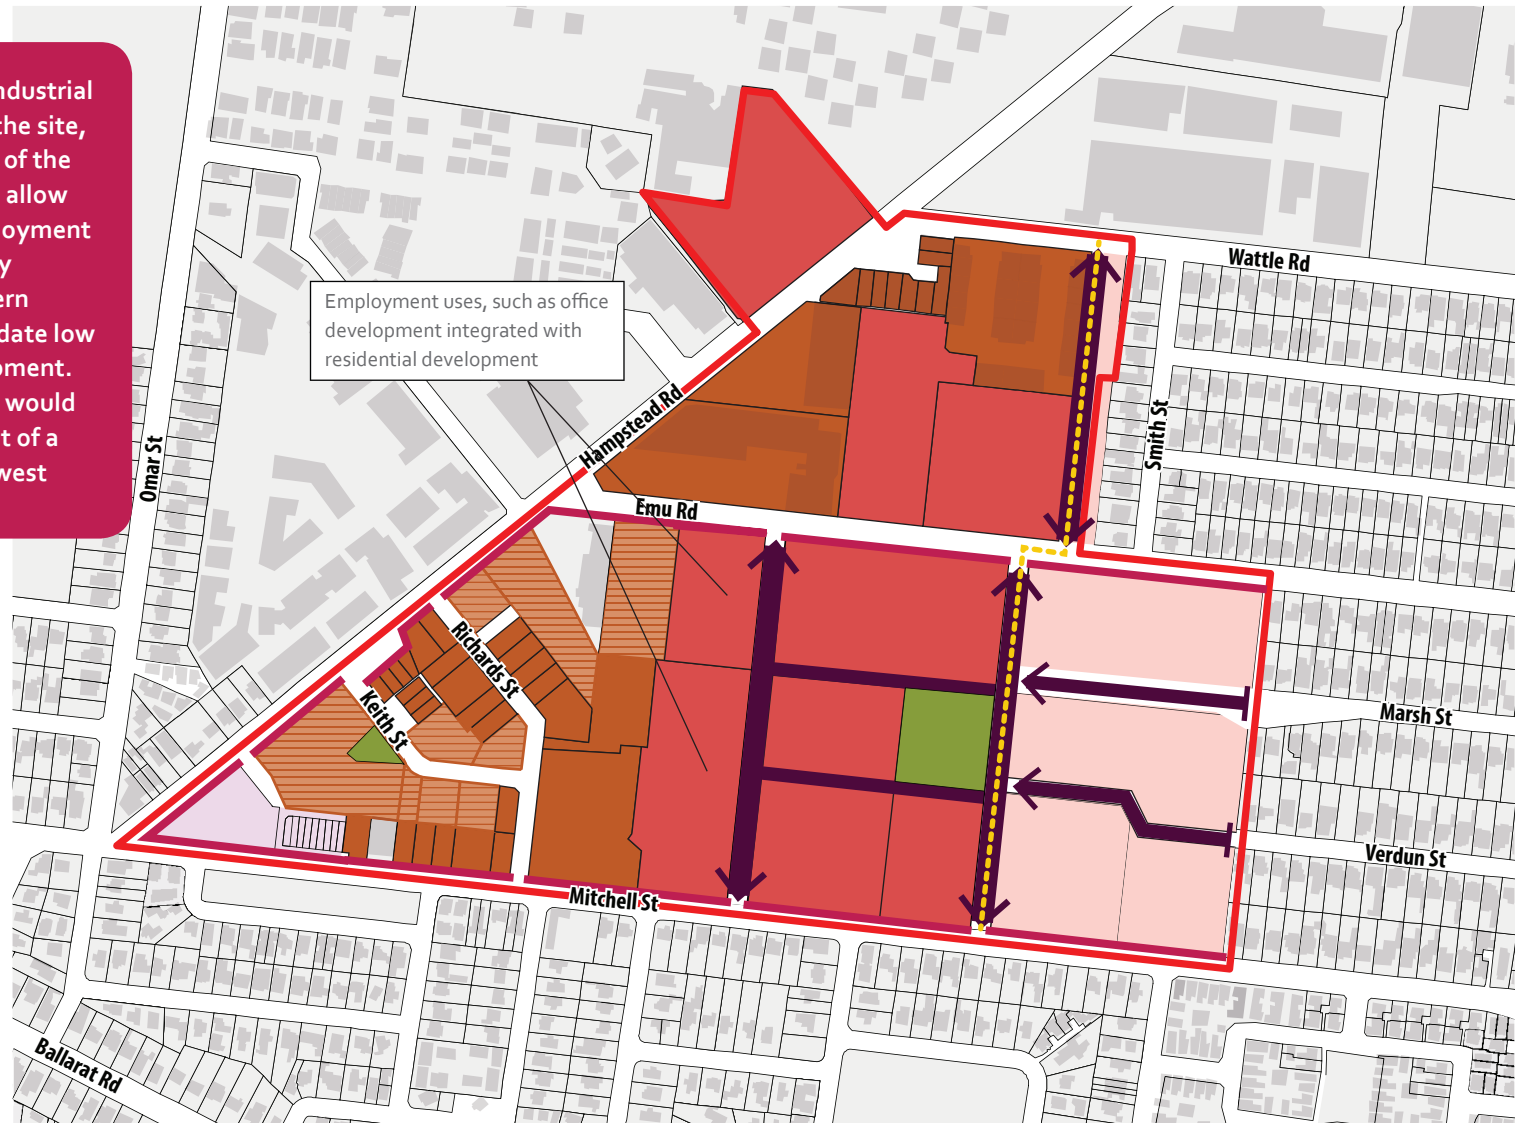 ndustrial
the site,
of the
allow
oyment
y
ern
date low
pment.
would
t of a
west
Employment uses, such as office
development integrated with
residential development
Wattle Rd
Smith St
Omar St
Hampstead Rd
Emu Rd
Richards St
Keith St
Marsh St
Verdun St
Mitchell St
Ballarat Rd